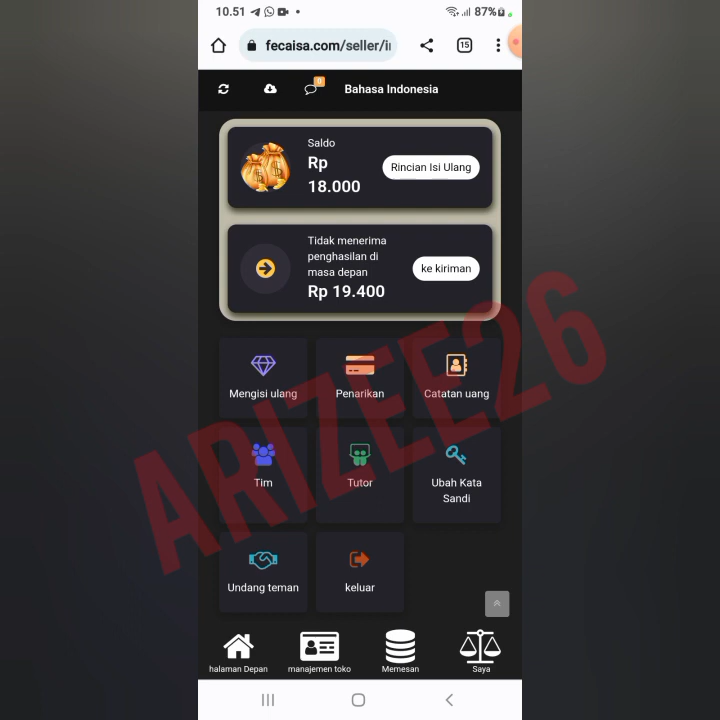 10.51
87%
fecaisa.com/seller/i
15
0
Bahasa Indonesia
Saldo
Rp
18.000
Rincian Isi Ulang
Tidak menerima
penghasilan di
masa depan
Rp 19.400
ke kiriman
Mengisi ulang
Penarikan
Catatan uang
ARIZEE26
Tim
Tutor
Ubah Kata
Sandi
Undang teman
keluar
halaman Depan
manajemen toko
Memesan
Saya